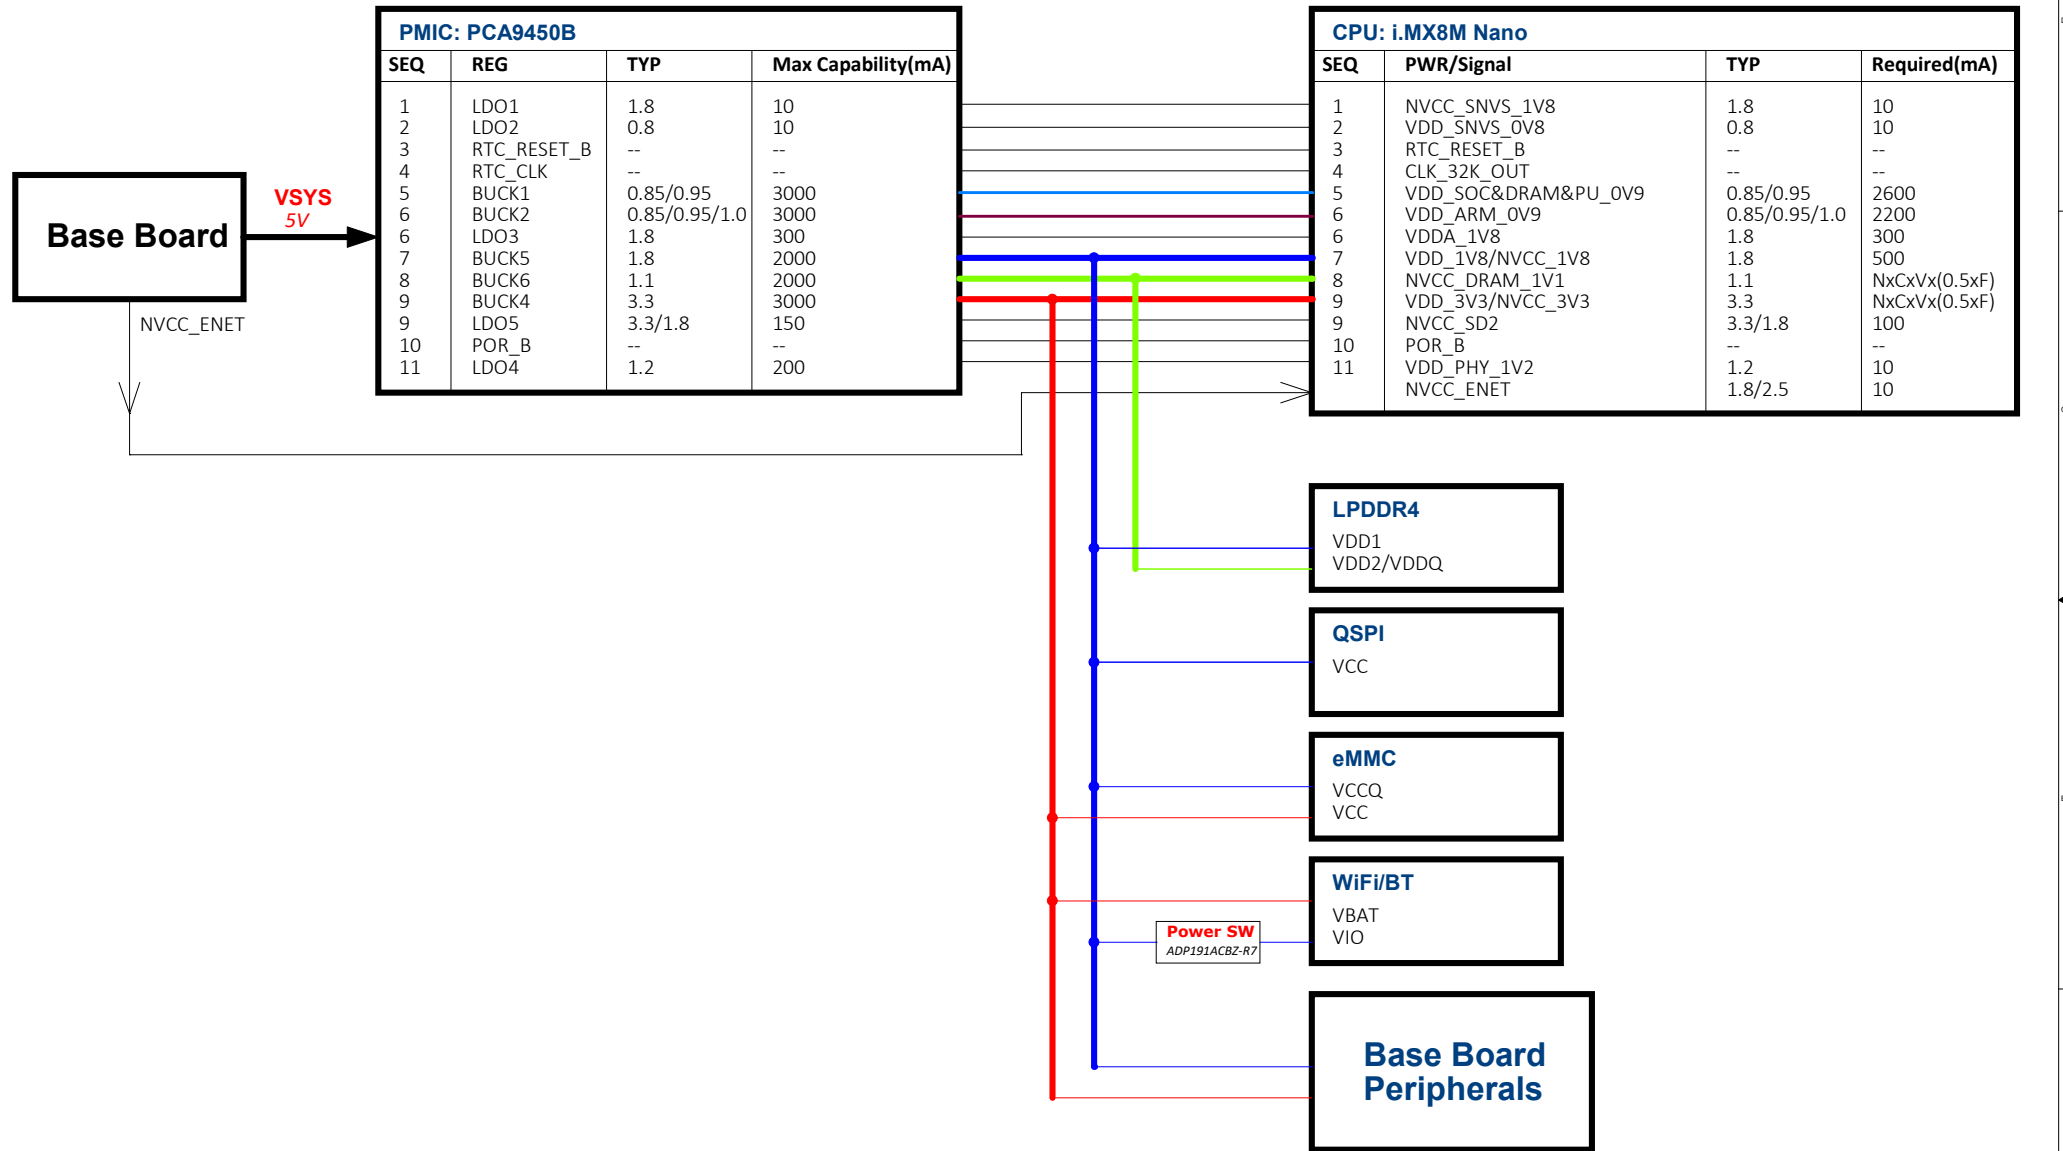 PMIC: PCA9450B
SEQ REG TYP Max Capability(mA)
1 LDO1 1.8 10
2 LDO2 0.8 10
3 RTC_RESET_B -- --
4 RTC_CLK -- --
5 BUCK1 0.85/0.95 3000
6 BUCK2 0.85/0.95/1.0 3000
6 LDO3 1.8 300
7 BUCK5 1.8 2000
8 BUCK6 1.1 2000
9 BUCK4 3.3 3000
9 LDO5 3.3/1.8 150
10 POR_B -- --
11 LDO4 1.2 200
CPU: i.MX8M Nano
SEQ PWR/Signal TYP Required(mA)
1 NVCC_SNVS_1V8 1.8 10
2 VDD_SNVS_0V8 0.8 10
3 RTC_RESET_B -- --
4 CLK_32K_OUT -- --
5 VDD_SOC&DRAM&PU_0V9 0.85/0.95 2600
6 VDD_ARM_0V9 0.85/0.95/1.0 2200
6 VDDA_1V8 1.8 300
7 VDD_1V8/NVCC_1V8 1.8 500
8 NVCC_DRAM_1V1 1.1 NxCxVx(0.5xF)
9 VDD_3V3/NVCC_3V3 3.3 NxCxVx(0.5xF)
9 NVCC_SD2 3.3/1.8 100
10 POR_B -- --
11 VDD_PHY_1V2 1.2 10
NVCC_ENET 1.8/2.5 10
Base Board
VSYS
5V
NVCC_ENET
LPDDR4
VDD1
VDD2/VDDQ
QSPI
VCC
eMMC
VCCQ
VCC
WiFi/BT
VBAT
VIO
Power SW
ADP191ACBZ-R7
Base Board
Peripherals